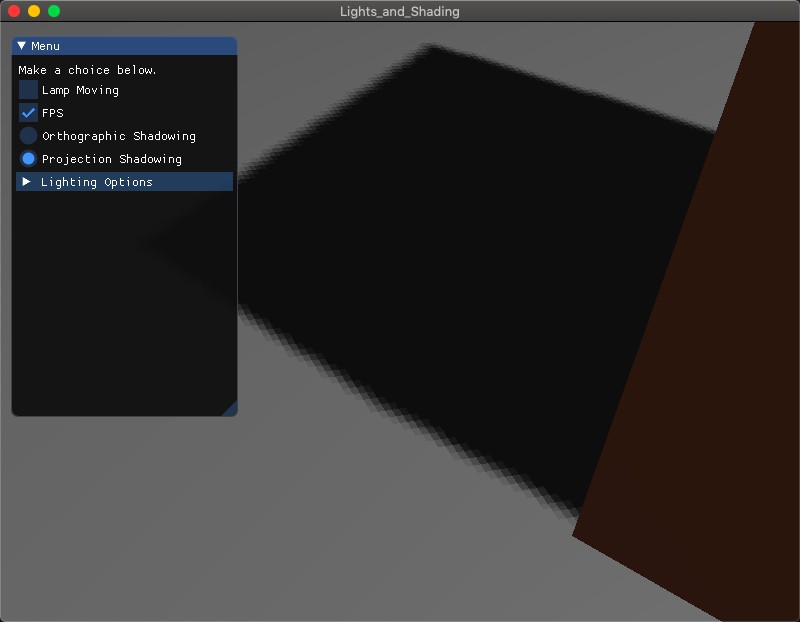 Lights_and_Shading
Menu
Make a choice below.
Lamp Moving
FPS
Orthographic Shadowing
Projection Shadowing
Lighting Options